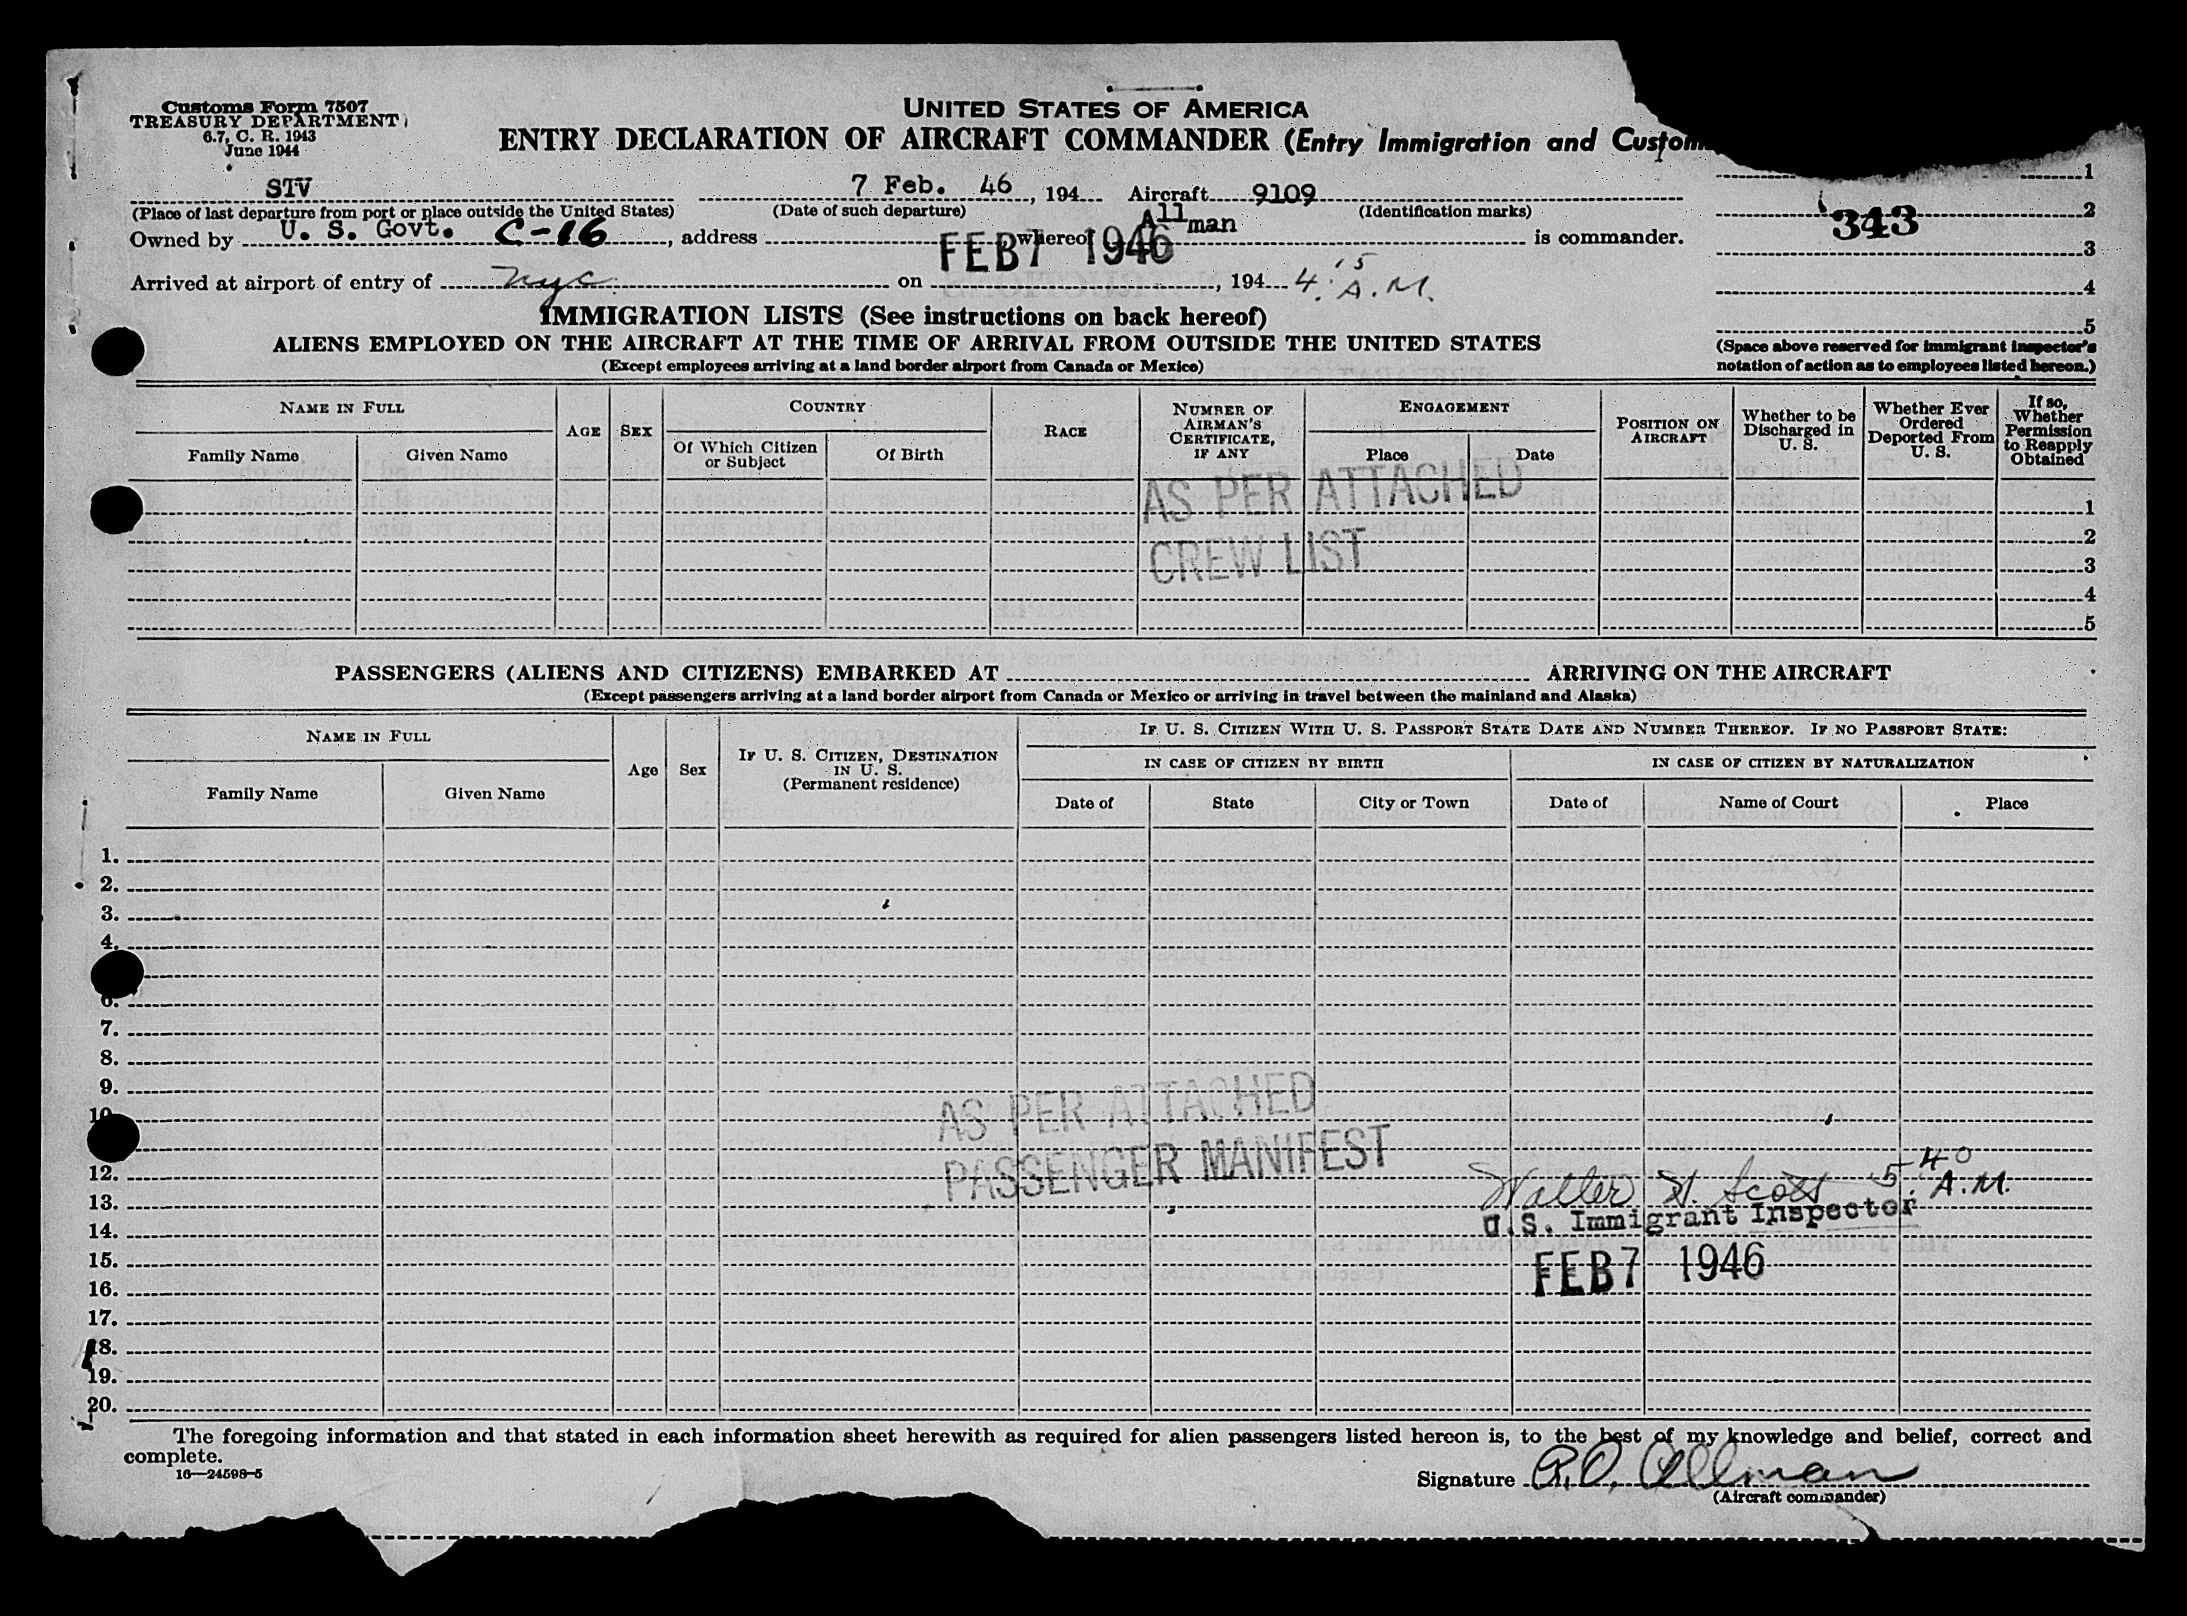 Customs Form 7507
TREASURY DEPARTMENT
6.7, C. R. 1943
June 1944
UNITED STATES OF AMERICA
ENTRY DECLARATION OF AIRCRAFT COMMANDER (Entry Immigration and Custom
STV 7 Feb. 46, 194 Aircraft 9109 1
(Place of last departure from port or place outside the United States) (Date of such departure) (Identification marks) 2
343
Owned by U. S. Govt. C-16, address whereof Allman is commander. 3
FEB 7 1946
Arrived at airport of entry of nyc on , 194 4:15 A.M. 4
IMMIGRATION LISTS (See instructions on back hereof) 5
ALIENS EMPLOYED ON THE AIRCRAFT AT THE TIME OF ARRIVAL FROM OUTSIDE THE UNITED STATES
(Except employees arriving at a land border airport from Canada or Mexico)
(Space above reserved for immigrant inspector's
notation of action as to employees listed hereon.)
NAME IN FULL
Family Name Given Name
AGE
SEX
COUNTRY
Of Which Citizen
or Subject
Of Birth
RACE
NUMBER OF
AIRMAN'S
CERTIFICATE,
IF ANY
ENGAGEMENT
Place Date
POSITION ON
AIRCRAFT
Whether to be
Discharged in
U. S.
Whether Ever
Ordered
Deported From
U. S.
If so,
Whether
Permission
to Reapply
Obtained
AS PER ATTACHED
CREW LIST
1
2
3
4
5
PASSENGERS (ALIENS AND CITIZENS) EMBARKED AT ARRIVING ON THE AIRCRAFT
(Except passengers arriving at a land border airport from Canada or Mexico or arriving in travel between the mainland and Alaska)
NAME IN FULL
Family Name Given Name
Age
Sex
IF U. S. CITIZEN, DESTINATION
IN U. S.
(Permanent residence)
IF U. S. CITIZEN WITH U. S. PASSPORT STATE DATE AND NUMBER THEREOF. IF NO PASSPORT STATE:
IN CASE OF CITIZEN BY BIRTH
Date of State City or Town
IN CASE OF CITIZEN BY NATURALIZATION
Date of Name of Court Place
1.
2.
3.
4.
6.
7.
8.
9.
10
12.
13.
14.
15.
16.
17.
18.
19.
20.
AS PER ATTACHED
PASSENGER MANIFEST
Walter H. Scott 5:40 A.M.
U.S. Immigrant Inspector
FEB 7 1946
The foregoing information and that stated in each information sheet herewith as required for alien passengers listed hereon is, to the best of my knowledge and belief, correct and
complete.
16—24598-5
Signature R.O. Allman
(Aircraft commander)